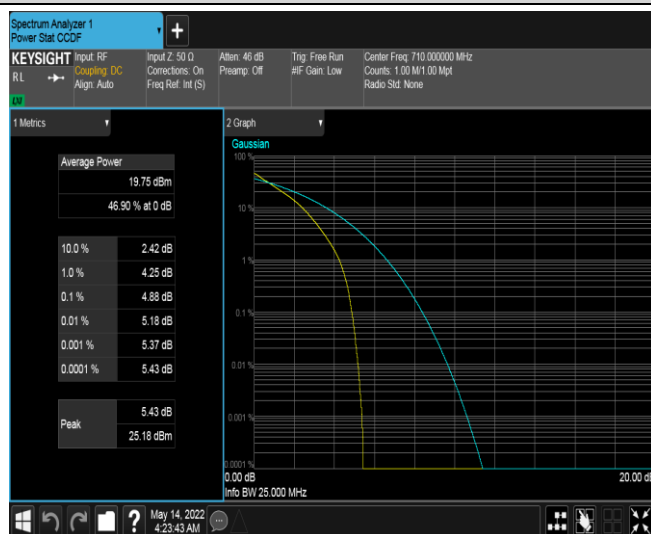 Spectrum Analyzer 1
Power Stat CCDF
KEYSIGHT
RL
Input: RF
Coupling: DC
Align: Auto
Input Z: 50 Ω
Corrections: On
Freq Ref: Int (S)
Atten: 46 dB
Preamp: Off
Trig: Free Run
#IF Gain: Low
Center Freq: 710.000000 MHz
Counts: 1.00 M/1.00 Mpt
Radio Std: None
LXI
1 Metrics
Average Power
19.75 dBm
46.90 % at 0 dB
10.0 % 2.42 dB
1.0 % 4.25 dB
0.1 % 4.88 dB
0.01 % 5.18 dB
0.001 % 5.37 dB
0.0001 % 5.43 dB
Peak
5.43 dB
25.18 dBm
2 Graph
Gaussian
100 %
10 %
1 %
0.1 %
0.01 %
0.001 %
0.0001 %
0.00 dB
20.00 dB
Info BW 25.000 MHz
?
May 14, 2022
4:23:43 AM